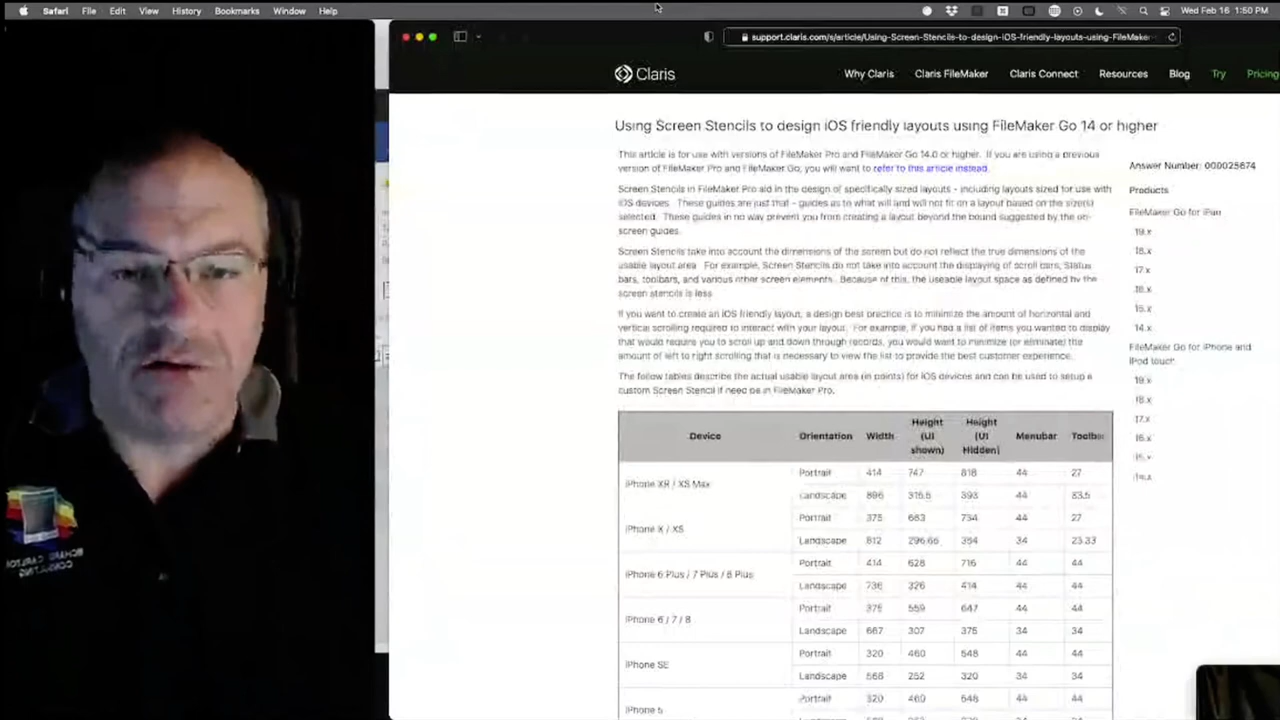 Safari File Edit View History Bookmarks Window Help
Wed Feb 16 1:50 PM
support.claris.com/s/article/Using-Screen-Stencils-to-design-iOS-friendly-layouts-using-FileMaker
Claris
Why Claris Claris FileMaker Claris Connect Resources Blog Try Pricing
Using Screen Stencils to design iOS friendly layouts using FileMaker Go 14 or higher
This article is for use with versions of FileMaker Pro and FileMaker Go 14.0 or higher. If you are using a previous
version of FileMaker Pro and FileMaker Go, you will want to refer to this article instead.
Screen Stencils in FileMaker Pro aid in the design of specifically sized layouts - including layouts sized for use with
iOS devices. These guides are just that - guides as to what will and will not fit on a layout based on the size(s)
selected. These guides in no way prevent you from creating a layout beyond the bound suggested by the on-
screen guides.
Screen Stencils take into account the dimensions of the screen but do not reflect the true dimensions of the
usable layout area. For example, Screen Stencils do not take into account the displaying of scroll bars, Status
bars, toolbars, and various other screen elements. Because of this, the useable layout space as defined by the
screen stencils is less.
If you want to create an iOS friendly layout, a design best practice is to minimize the amount of horizontal and
vertical scrolling required to interact with your layout. For example, if you had a list of items you wanted to display
that would require you to scroll up and down through records, you would want to minimize (or eliminate) the
amount of left to right scrolling that is necessary to view the list to provide the best customer experience.
The follow tables describe the actual usable layout area (in points) for iOS devices and can be used to setup a
custom Screen Stencil if need be in FileMaker Pro.
Device Orientation Width Height (UI shown) Height (UI Hidden) Menubar Toolbar
iPhone XR / XS Max
Portrait 414 747 818 44 27
Landscape 896 316.5 393 44 83.5
iPhone X / XS
Portrait 375 663 734 44 27
Landscape 812 296.66 354 34 23.33
iPhone 6 Plus / 7 Plus / 8 Plus
Portrait 414 628 716 44 44
Landscape 736 326 414 44 44
iPhone 6 / 7 / 8
Portrait 375 559 647 44 44
Landscape 667 307 375 34 34
iPhone SE
Portrait 320 460 548 44 44
Landscape 568 252 320 34 34
iPhone 5
Portrait 320 460 548 44 44
Answer Number: 000025674
Products
FileMaker Go for iPad
19.x
18.x
17.x
16.x
15.x
14.x
FileMaker Go for iPhone and
iPod touch
19.x
18.x
17.x
16.x
15.x
14.x
RICHARD CARLTON
CONSULTING